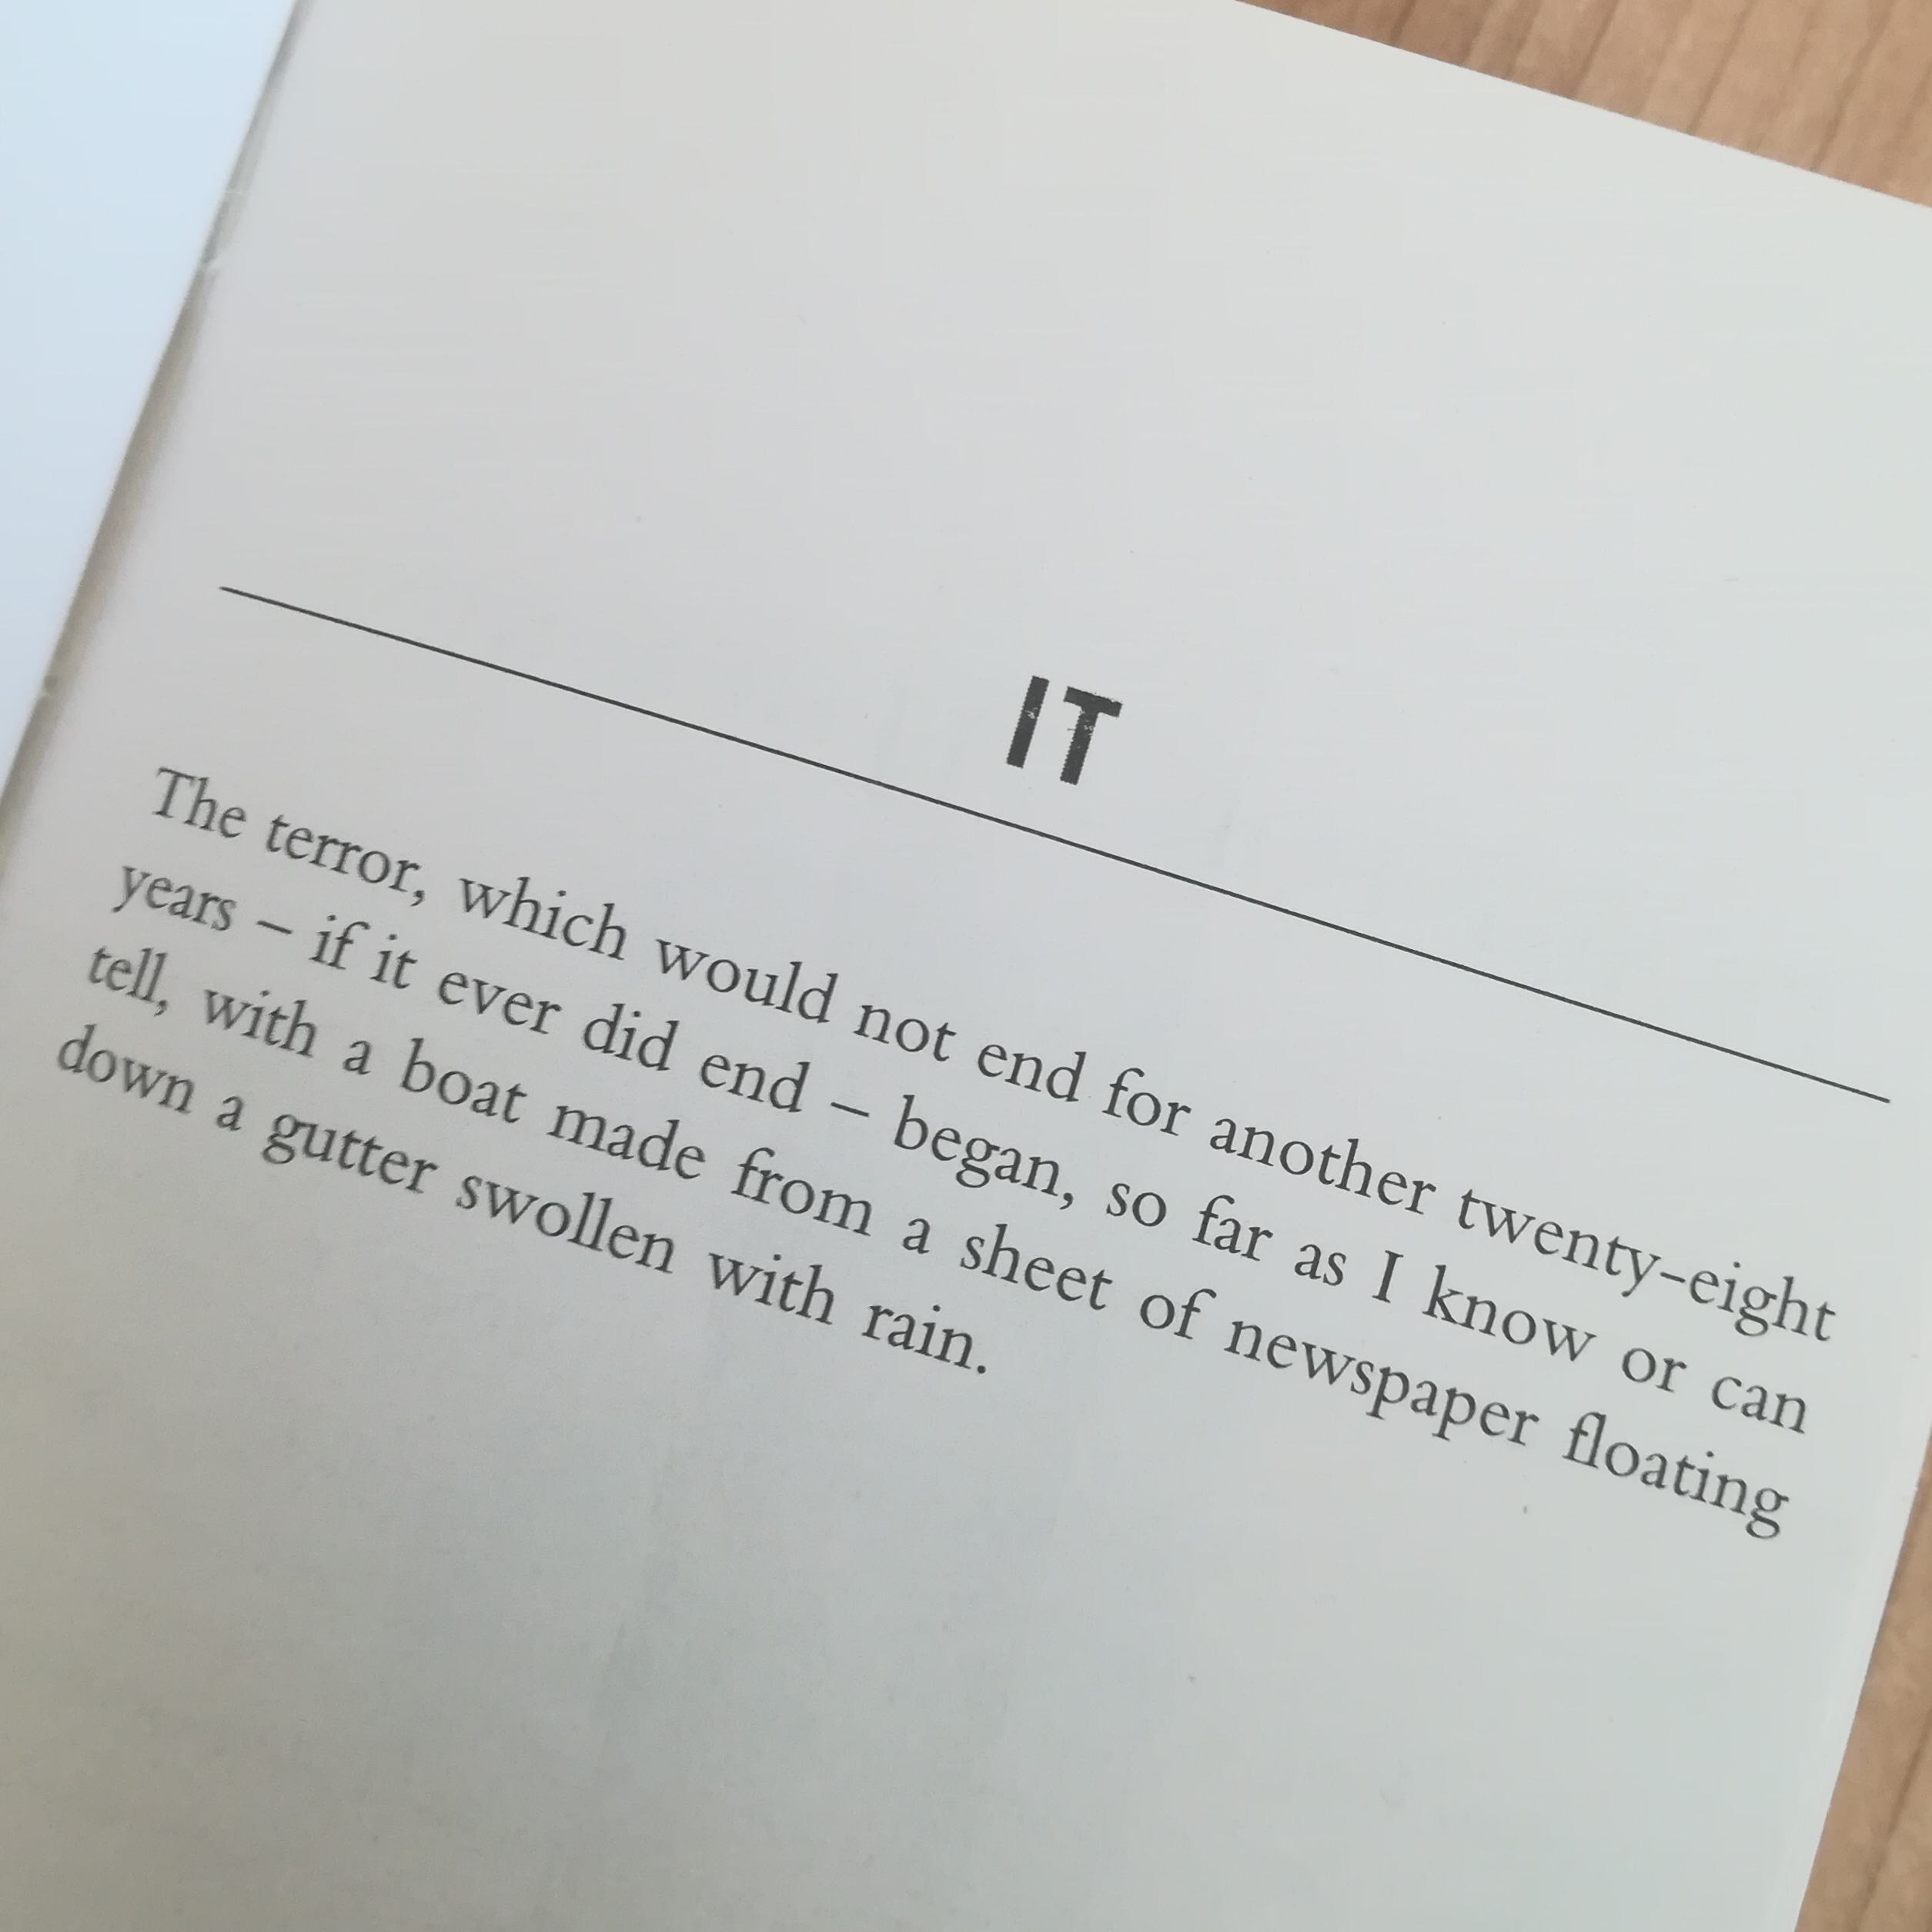 IT
The terror, which would not end for another twenty-eight
years – if it ever did end – began, so far as I know or can
tell, with a boat made from a sheet of newspaper floating
down a gutter swollen with rain.